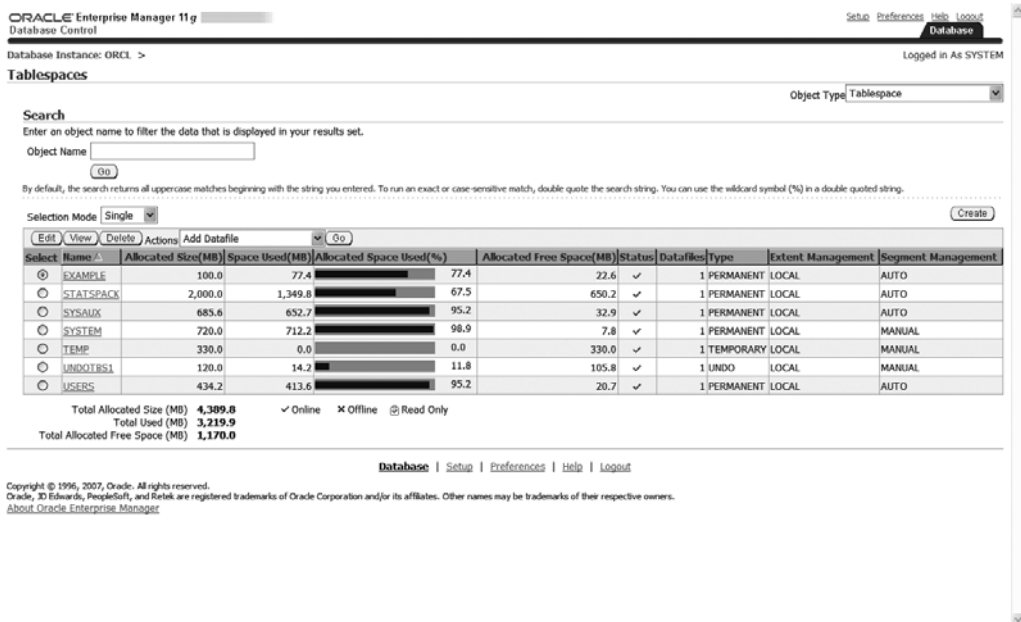 ORACLE Enterprise Manager 11g
Database Control
Setup Preferences Help Logout
Database
Database Instance: ORCL >
Logged in As SYSTEM
Tablespaces
Object Type Tablespace
Search
Enter an object name to filter the data that is displayed in your results set.
Object Name
Go
By default, the search returns all uppercase matches beginning with the string you entered. To run an exact or case-sensitive match, double quote the search string. You can use the wildcard symbol (%) in a double quoted string.
Selection Mode Single
Create
Edit View Delete Actions Add Datafile Go
Select Name Allocated Size(MB) Space Used(MB) Allocated Space Used(%) Allocated Free Space(MB) Status Datafiles Type Extent Management Segment Management
EXAMPLE 100.0 77.4 77.4 22.6 ✓ 1 PERMANENT LOCAL AUTO
STATSPACK 2,000.0 1,349.8 67.5 650.2 ✓ 1 PERMANENT LOCAL AUTO
SYSAUX 685.6 652.7 95.2 32.9 ✓ 1 PERMANENT LOCAL AUTO
SYSTEM 720.0 712.2 98.9 7.8 ✓ 1 PERMANENT LOCAL MANUAL
TEMP 330.0 0.0 0.0 330.0 ✓ 1 TEMPORARY LOCAL MANUAL
UNDOTBS1 120.0 14.2 11.8 105.8 ✓ 1 UNDO LOCAL MANUAL
USERS 434.2 413.6 95.2 20.7 ✓ 1 PERMANENT LOCAL AUTO
Total Allocated Size (MB) 4,389.8 ✓ Online ✕ Offline Read Only
Total Used (MB) 3,219.9
Total Allocated Free Space (MB) 1,170.0
Database | Setup | Preferences | Help | Logout
Copyright © 1996, 2007, Oracle. All rights reserved.
Oracle, JD Edwards, PeopleSoft, and Retek are registered trademarks of Oracle Corporation and/or its affiliates. Other names may be trademarks of their respective owners.
About Oracle Enterprise Manager